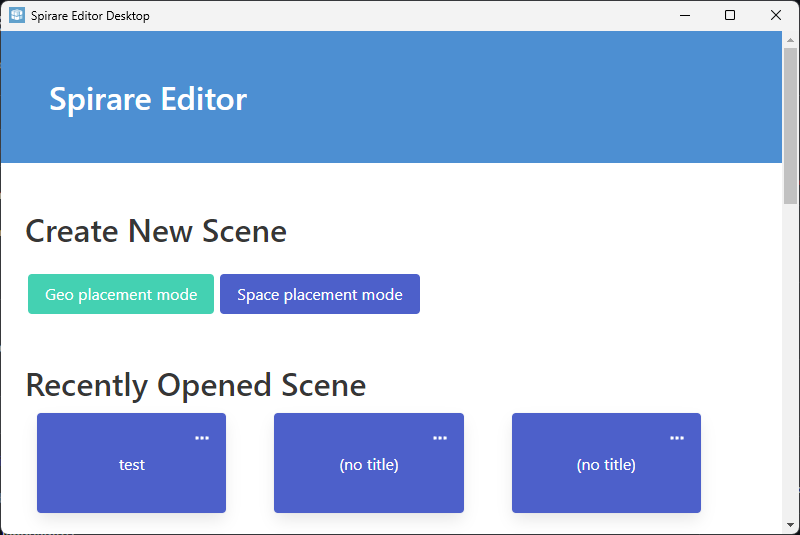 Spirare Editor Desktop
Spirare Editor
Create New Scene
Geo placement mode Space placement mode
Recently Opened Scene
test (no title) (no title)